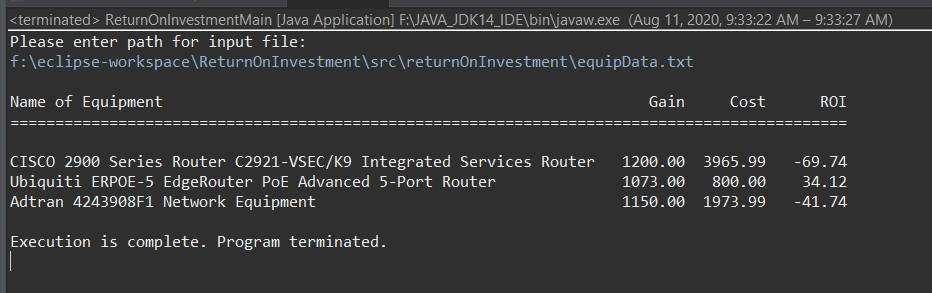 <terminated> ReturnOnInvestmentMain [Java Application] F:\JAVA_JDK14_IDE\bin\javaw.exe  (Aug 11, 2020, 9:33:22 AM – 9:33:27 AM)
Please enter path for input file:
f:\eclipse-workspace\ReturnOnInvestment\src\returnOnInvestment\equipData.txt
Name of Equipment                                                      Gain     Cost      ROI
=============================================================================================
CISCO 2900 Series Router C2921-VSEC/K9 Integrated Services Router   1200.00  3965.99   -69.74
Ubiquiti ERPOE-5 EdgeRouter PoE Advanced 5-Port Router              1073.00   800.00    34.12
Adtran 4243908F1 Network Equipment                                  1150.00  1973.99   -41.74
Execution is complete. Program terminated.